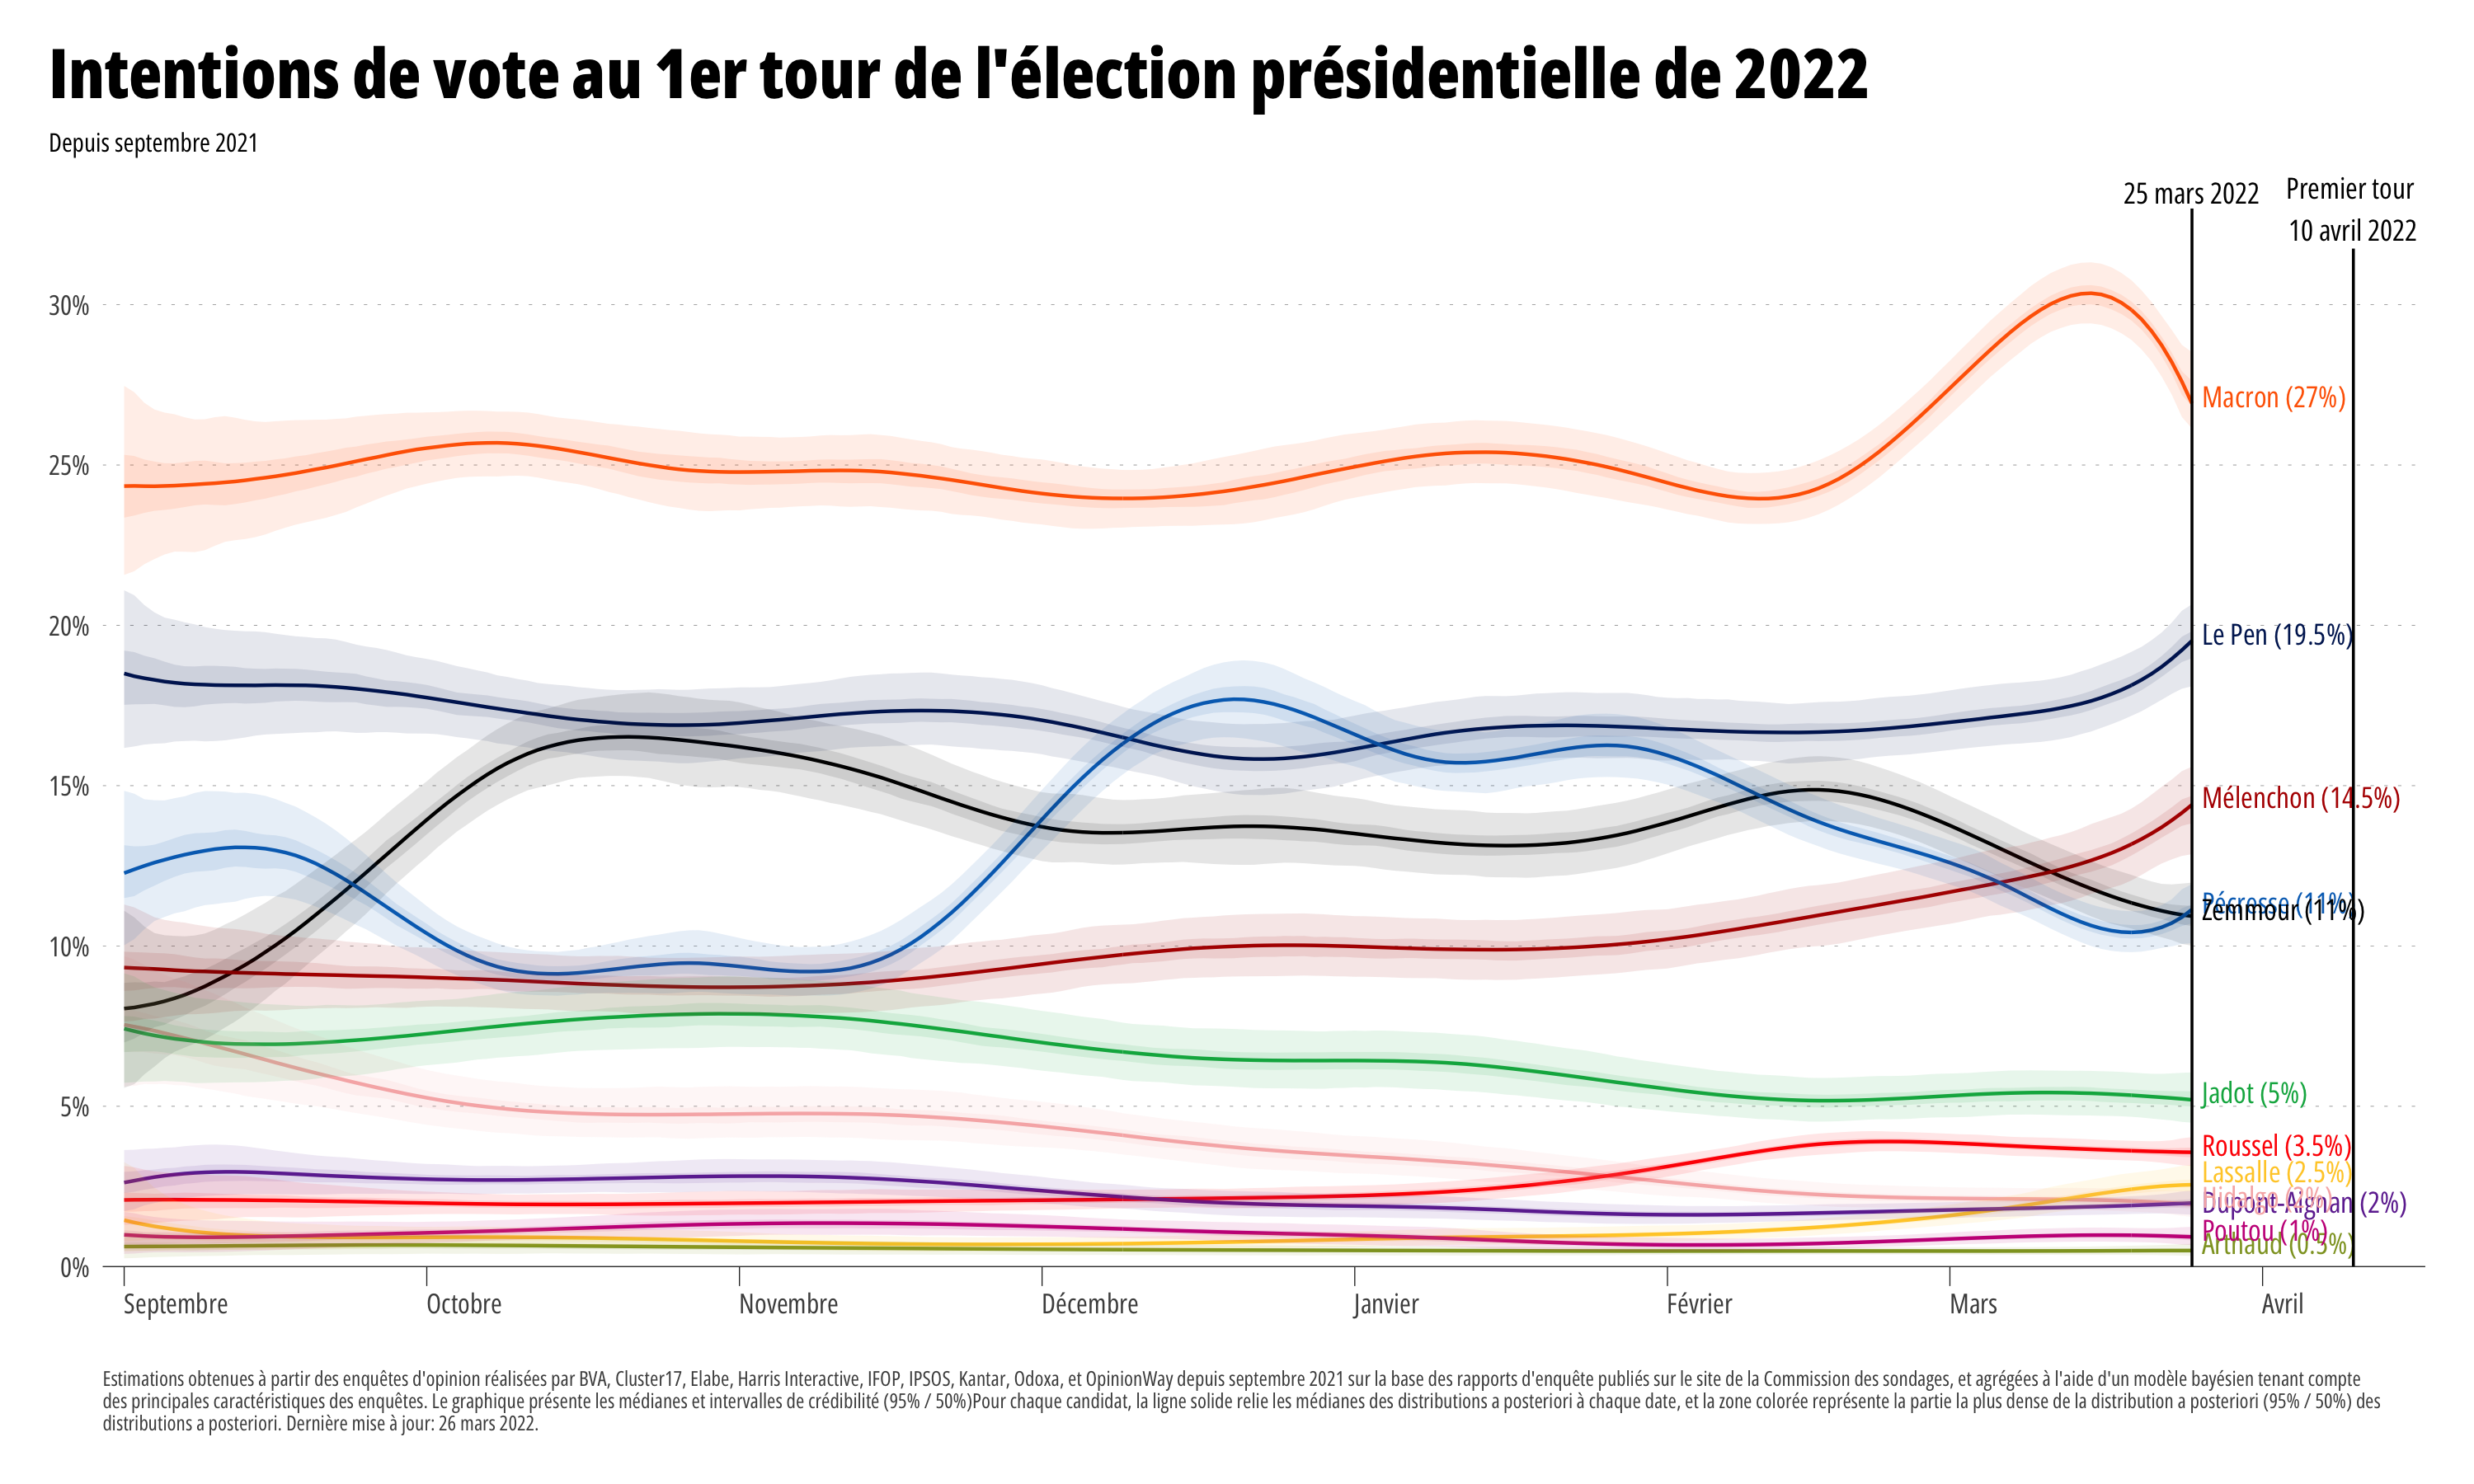 Intentions de vote au 1er tour de l'élection présidentielle de 2022
Depuis septembre 2021
25 mars 2022
Premier tour
10 avril 2022
30%
25%
20%
15%
10%
5%
0%
Macron (27%)
Le Pen (19.5%)
Mélenchon (14.5%)
Pécresse (11%)
Zemmour (11%)
Jadot (5%)
Roussel (3.5%)
Lassalle (2.5%)
Hidalgo (2%)
Dupont-Aignan (2%)
Poutou (1%)
Arthaud (0.5%)
Septembre
Octobre
Novembre
Décembre
Janvier
Février
Mars
Avril
Estimations obtenues à partir des enquêtes d'opinion réalisées par BVA, Cluster17, Elabe, Harris Interactive, IFOP, IPSOS, Kantar, Odoxa, et OpinionWay depuis septembre 2021 sur la base des rapports d'enquête publiés sur le site de la Commission des sondages, et agrégées à l'aide d'un modèle bayésien tenant compte
des principales caractéristiques des enquêtes. Le graphique présente les médianes et intervalles de crédibilité (95% / 50%)Pour chaque candidat, la ligne solide relie les médianes des distributions a posteriori à chaque date, et la zone colorée représente la partie la plus dense de la distribution a posteriori (95% / 50%) des
distributions a posteriori. Dernière mise à jour: 26 mars 2022.